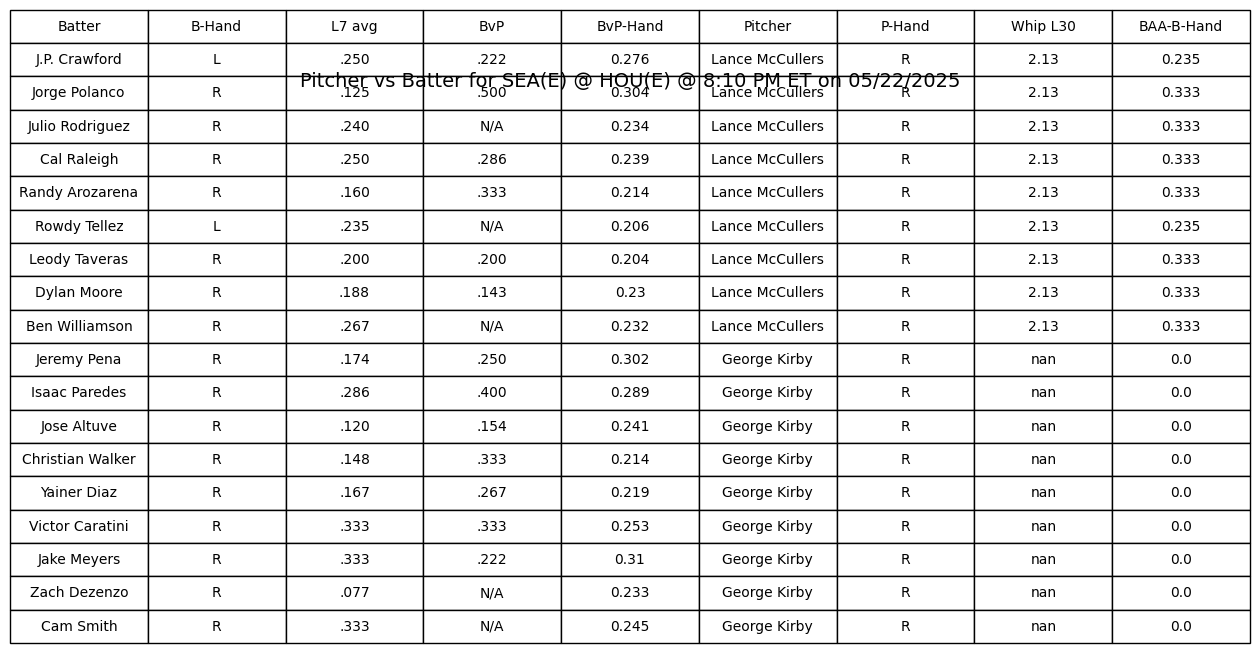 Batter B-Hand L7 avg BvP BvP-Hand Pitcher P-Hand Whip L30 BAA-B-Hand
J.P. Crawford L .250 .222 0.276 Lance McCullers R 2.13 0.235
Pitcher vs Batter for SEA(E) @ HOU(E) @ 8:10 PM ET on 05/22/2025
Jorge Polanco R .125 .500 0.304 Lance McCullers R 2.13 0.333
Julio Rodriguez R .240 N/A 0.234 Lance McCullers R 2.13 0.333
Cal Raleigh R .250 .286 0.239 Lance McCullers R 2.13 0.333
Randy Arozarena R .160 .333 0.214 Lance McCullers R 2.13 0.333
Rowdy Tellez L .235 N/A 0.206 Lance McCullers R 2.13 0.235
Leody Taveras R .200 .200 0.204 Lance McCullers R 2.13 0.333
Dylan Moore R .188 .143 0.23 Lance McCullers R 2.13 0.333
Ben Williamson R .267 N/A 0.232 Lance McCullers R 2.13 0.333
Jeremy Pena R .174 .250 0.302 George Kirby R nan 0.0
Isaac Paredes R .286 .400 0.289 George Kirby R nan 0.0
Jose Altuve R .120 .154 0.241 George Kirby R nan 0.0
Christian Walker R .148 .333 0.214 George Kirby R nan 0.0
Yainer Diaz R .167 .267 0.219 George Kirby R nan 0.0
Victor Caratini R .333 .333 0.253 George Kirby R nan 0.0
Jake Meyers R .333 .222 0.31 George Kirby R nan 0.0
Zach Dezenzo R .077 N/A 0.233 George Kirby R nan 0.0
Cam Smith R .333 N/A 0.245 George Kirby R nan 0.0